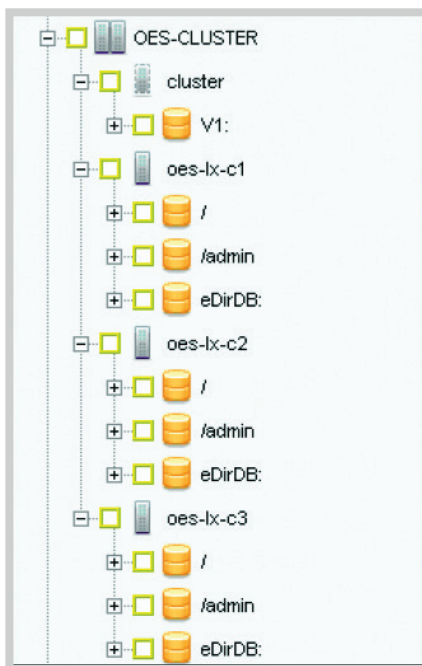 OES-CLUSTER
cluster
V1:
oes-lx-c1
/
/admin
eDirDB:
oes-lx-c2
/
/admin
eDirDB:
oes-lx-c3
/
/admin
eDirDB: